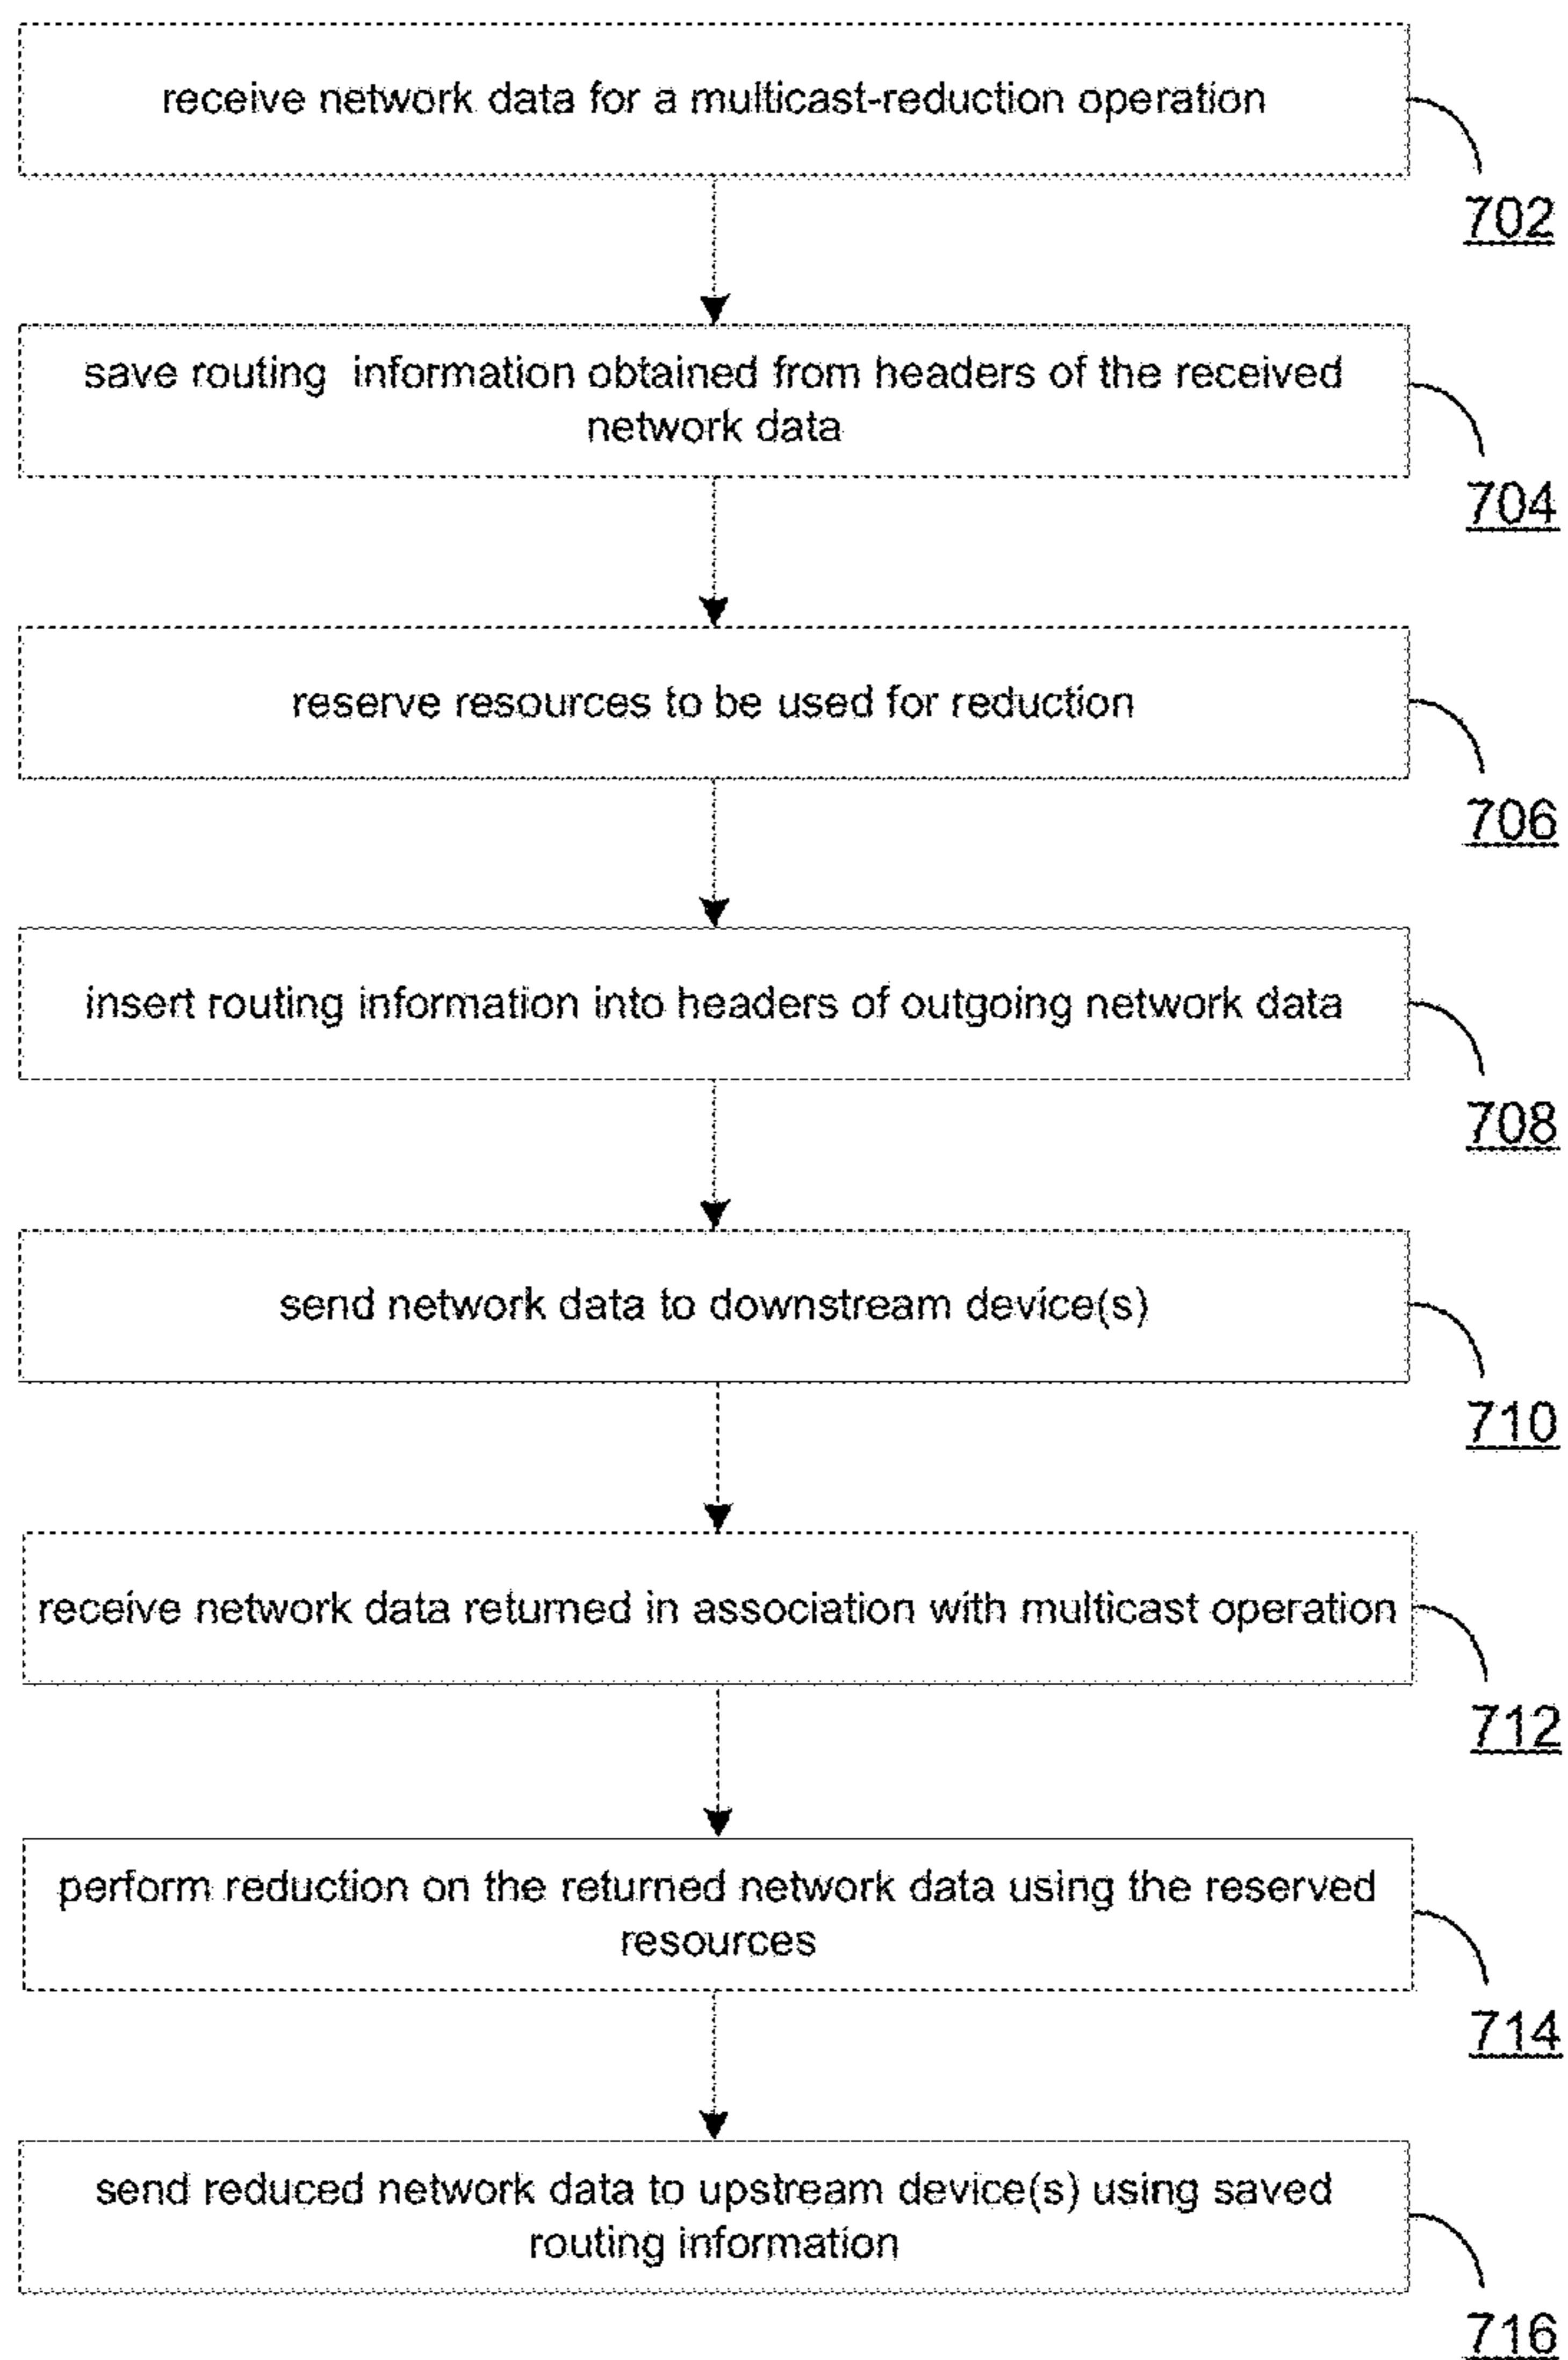 receive network data for a multicast-reduction operation
702
save routing information obtained from headers of the received
network data
704
reserve resources to be used for reduction
706
insert routing information into headers of outgoing network data
708
send network data to downstream device(s)
710
receive network data returned in association with multicast operation
712
perform reduction on the returned network data using the reserved
resources
714
send reduced network data to upstream device(s) using saved
routing information
716